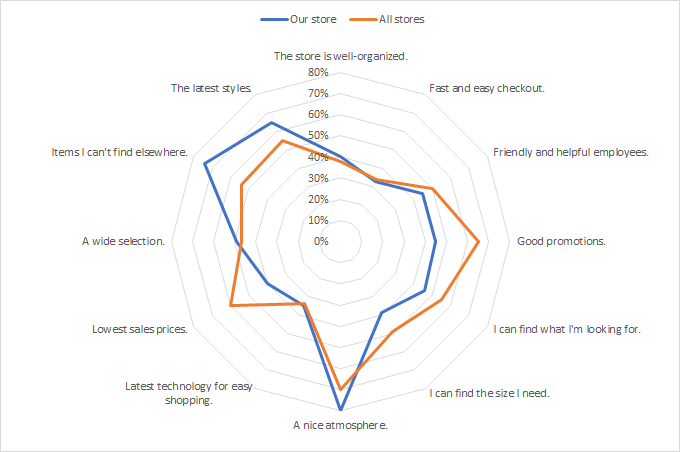 Our store
All stores
The store is well-organized.
80%
70%
60%
50%
40%
30%
20%
10%
0%
Fast and easy checkout.
Friendly and helpful employees.
Good promotions.
I can find what I'm looking for.
I can find the size I need.
A nice atmosphere.
Latest technology for easy
shopping.
Lowest sales prices.
A wide selection.
Items I can't find elsewhere.
The latest styles.